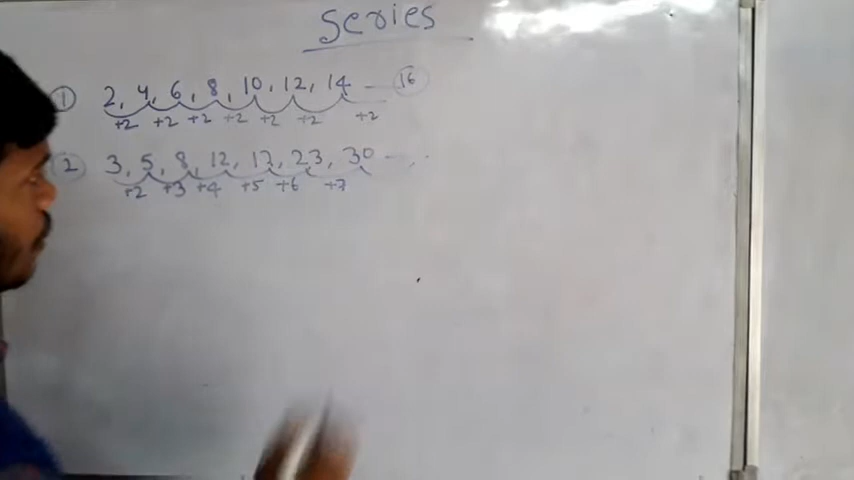 Series
① 2, 4, 6, 8, 10, 12, 14 - ⑯
+2 +2 +2 +2 +2 +2 +2
② 3, 5, 8, 12, 17, 23, 30 - - , .
+2 +3 +4 +5 +6 +7